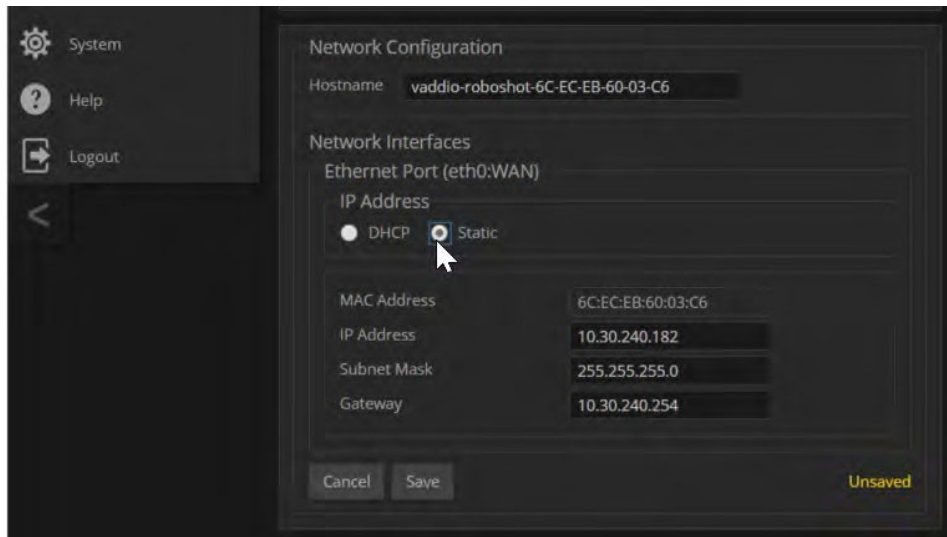 System
Help
Logout
<
Network Configuration
Hostname vaddio-roboshot-6C-EC-EB-60-03-C6
Network Interfaces
Ethernet Port (eth0:WAN)
IP Address
DHCP Static
MAC Address 6C:EC:EB:60:03:C6
IP Address 10.30.240.182
Subnet Mask 255.255.255.0
Gateway 10.30.240.254
Cancel Save Unsaved